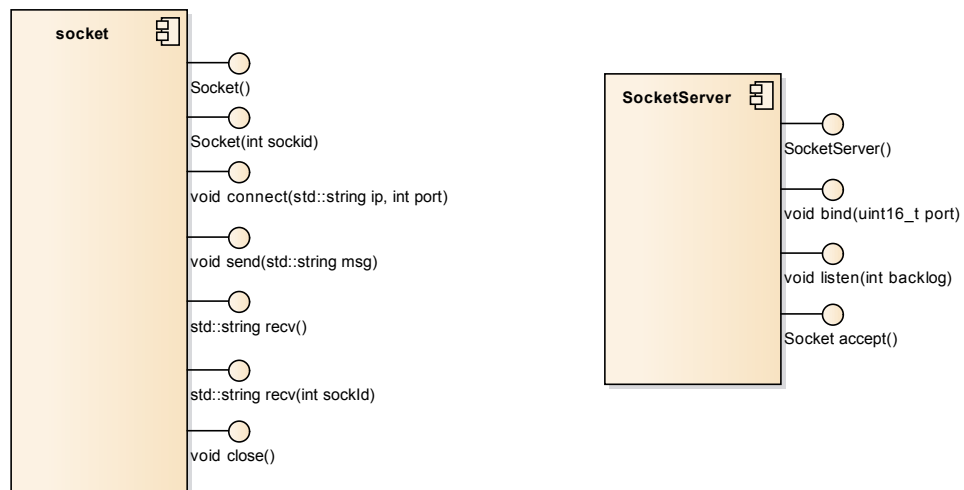 socket
Socket()
Socket(int sockid)
void connect(std::string ip, int port)
void send(std::string msg)
std::string recv()
std::string recv(int sockId)
void close()
SocketServer
SocketServer()
void bind(uint16_t port)
void listen(int backlog)
Socket accept()